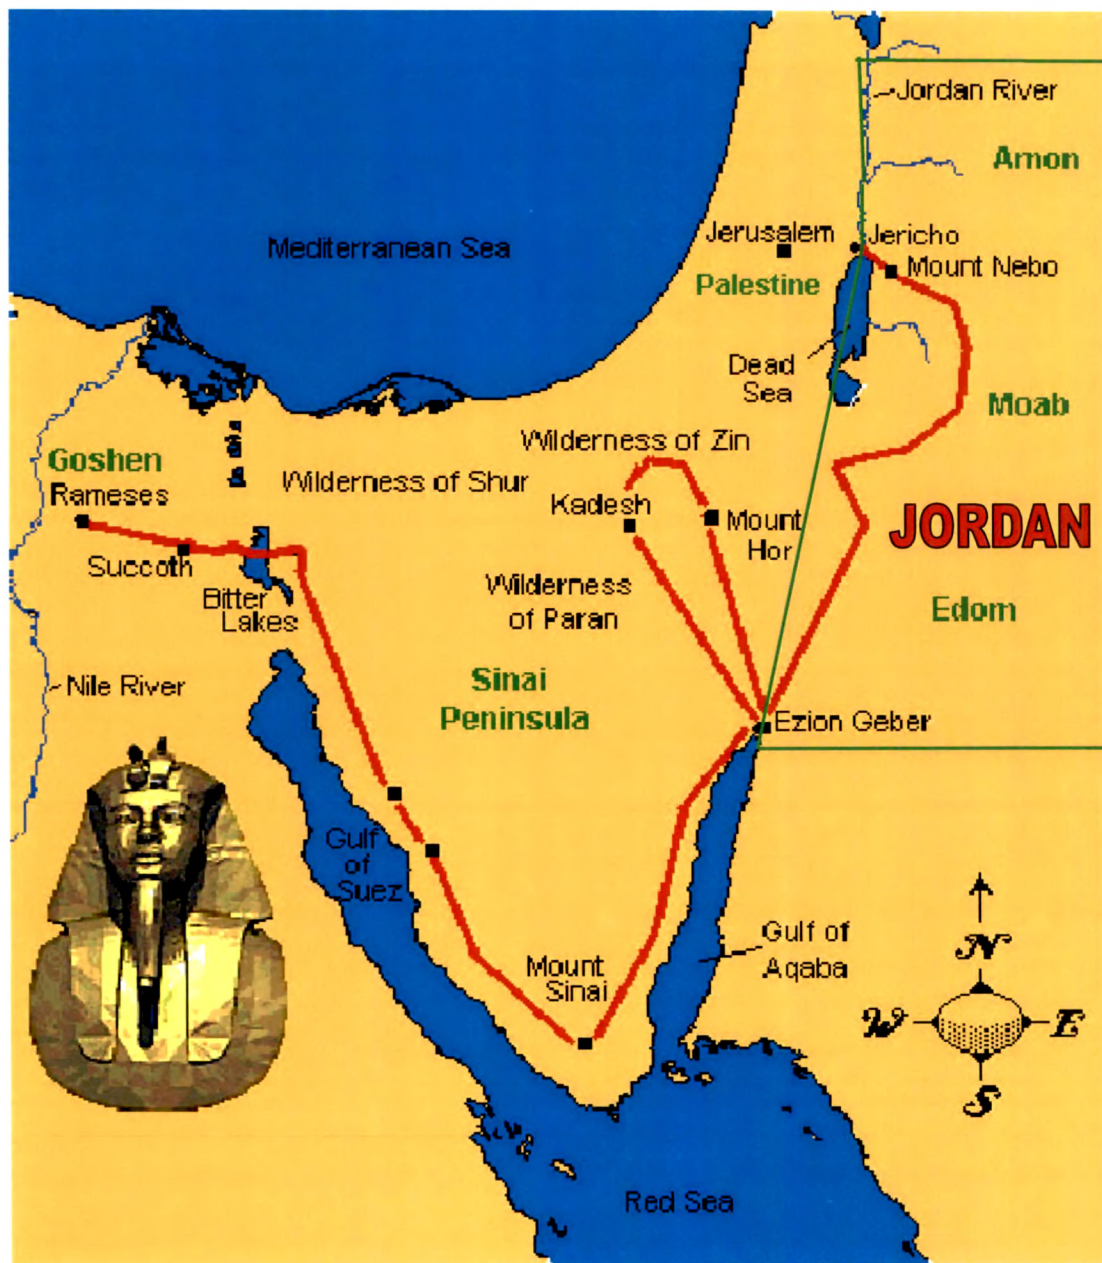 Jordan River
Amon
Mediterranean Sea
Jerusalem
Jericho
Mount Nebo
Palestine
Dead
Sea
Moab
Wilderness of Zin
Goshen
Rameses
Wilderness of Shur
Kadesh
Mount
Hor
JORDAN
Succoth
Bitter
Lakes
Wilderness
of Paran
Edom
Nile River
Sinai
Peninsula
Ezion Geber
Gulf
of
Suez
Gulf of
Aqaba
Mount
Sinai
N
W
E
S
Red Sea